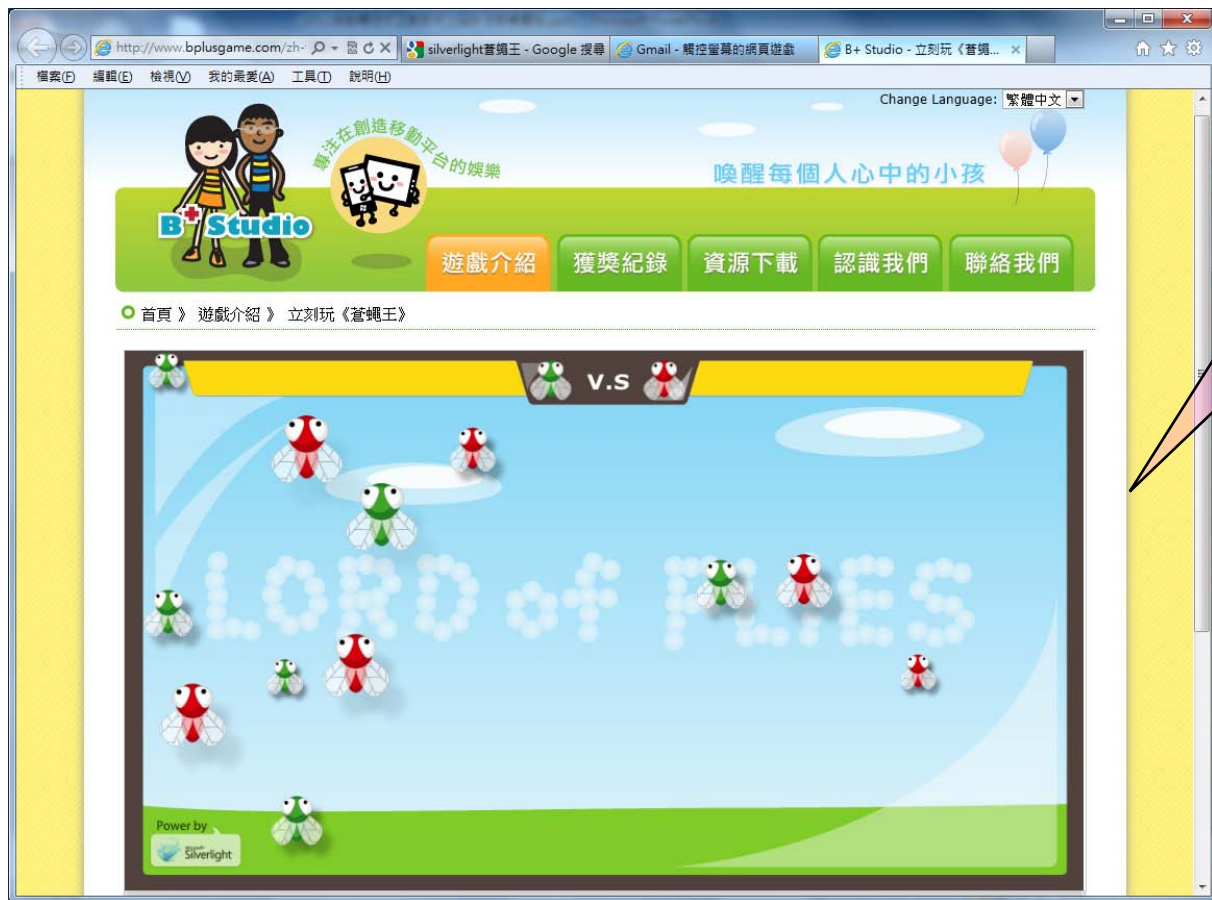 http://www.bplusgame.com/zh-
silverlight蒼蠅王 - Google 搜尋
Gmail - 觸控螢幕的網頁遊戲
B+ Studio - 立刻玩《蒼蠅...
檔案(F) 編輯(E) 檢視(V) 我的最愛(A) 工具(T) 說明(H)
Change Language: 繁體中文
專注在創造移動平台的娛樂
喚醒每個人心中的小孩
B+ Studio
遊戲介紹 獲獎紀錄 資源下載 認識我們 聯絡我們
首頁 》 遊戲介紹 》 立刻玩《蒼蠅王》
V.S
LORD of FLIES
Power by
Microsoft
Silverlight